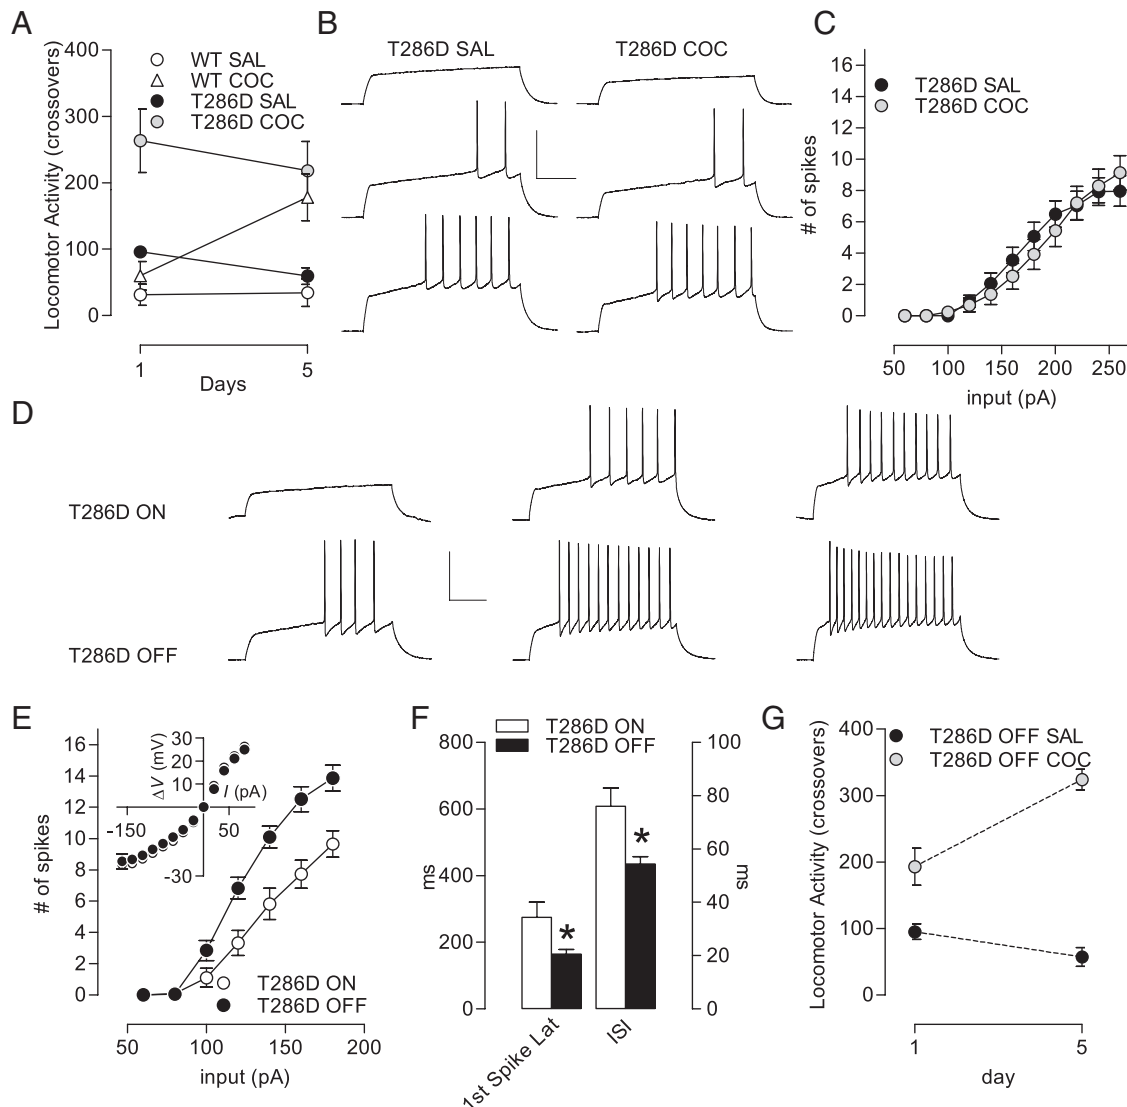 A
400
300
200
100
0
Locomotor Activity (crossovers)
WT SAL
WT COC
T286D SAL
T286D COC
1
5
Days
B
T286D SAL
T286D COC
C
16
14
12
10
8
6
4
2
0
# of spikes
T286D SAL
T286D COC
50
100
150
200
250
input (pA)
D
T286D ON
T286D OFF
E
16
14
12
10
8
6
4
2
0
# of spikes
30
20
10
-30
ΔV (mV)
I (pA)
-150
50
T286D ON
T286D OFF
50
100
150
200
input (pA)
F
T286D ON
T286D OFF
800
600
400
200
0
ms
100
80
60
40
20
0
ms
*
*
1st Spike Lat
ISI
G
400
300
200
100
0
Locomotor Activity (crossovers)
T286D OFF SAL
T286D OFF COC
1
5
day